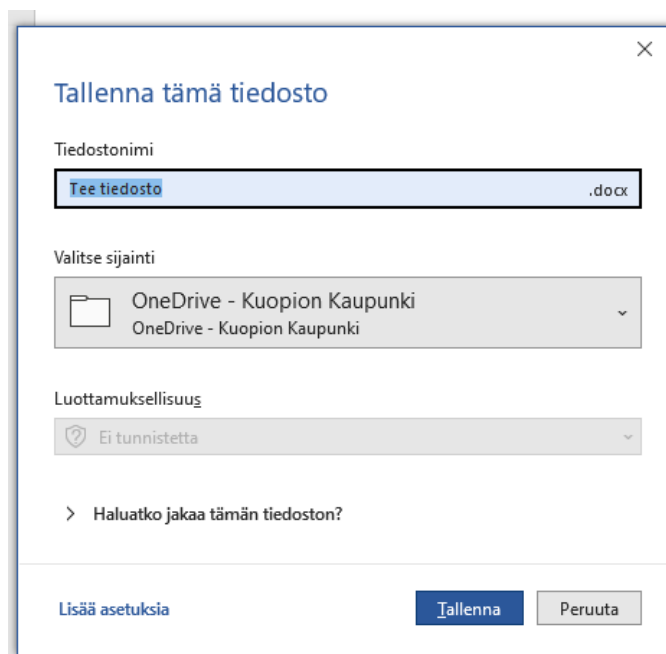 Tallenna tämä tiedosto
Tiedostonimi
Tee tiedosto .docx
Valitse sijainti
OneDrive - Kuopion Kaupunki
OneDrive - Kuopion Kaupunki
Luottamuksellisuus
Ei tunnistetta
Haluatko jakaa tämän tiedoston?
Lisää asetuksia Tallenna Peruuta